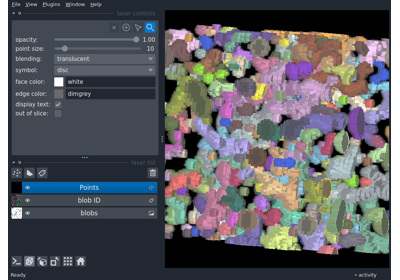 File View Plugins Window Help
layer controls
opacity: 1.00
point size: 10
blending: translucent
symbol: disc
face color: white
edge color: dimgrey
display text:
out of slice:
layer list
Points
blob ID
blobs
Ready activity